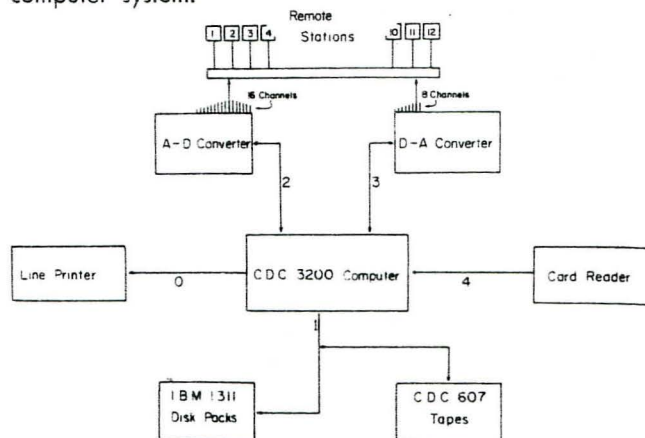 computer system.
Remote
Stations
1 2 3 4
10 11 12
16 Channels
8 Channels
A-D Converter
D-A Converter
2
3
Line Printer
0
CDC 3200 Computer
4
Card Reader
1
IBM 1311
Disk Packs
CDC 607
Tapes